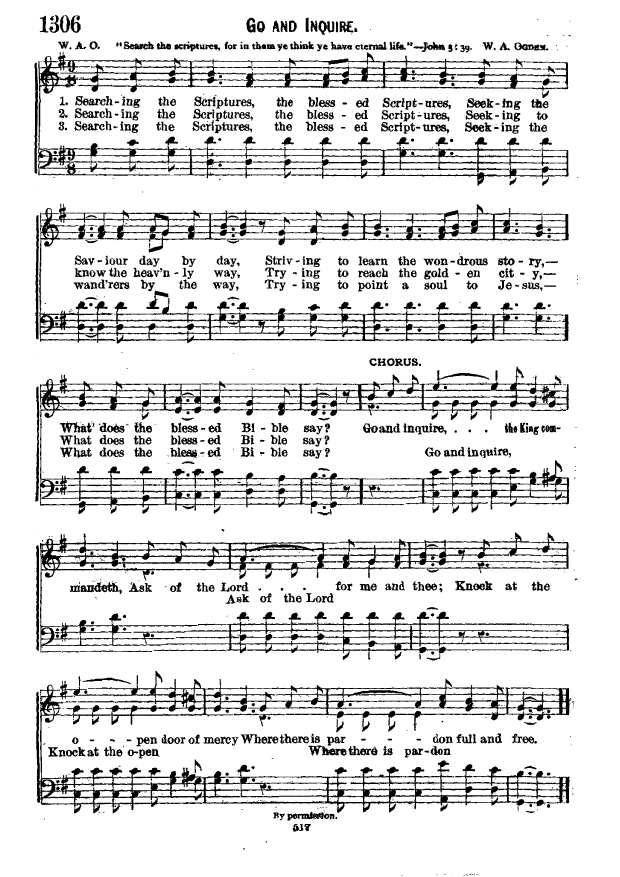 1306
GO AND INQUIRE.
W. A. O. "Search the scriptures, for in them ye think ye have eternal life."—John 5:39. W. A. OGDEN.
1. Search-ing the Scriptures, the bless-ed Script-ures, Seek-ing the
2. Search-ing the Scriptures, the bless-ed Scriptures, Seek-ing to
3. Search-ing the Scriptures, the bless-ed Scriptures, Seek-ing the
Sav-iour day by day, Striv-ing to learn the won-drous sto-ry,—
know the heav'n-ly way, Try-ing to reach the gold-en cit-y,—
wand'rers by the way, Try-ing to point a soul to Je-sus,—
CHORUS.
What does the bless-ed Bi-ble say? Go and inquire, . . . the King com-
What does the bless-ed Bi-ble say?
What does the bless-ed Bi-ble say? Go and inquire,
mandeth, Ask of the Lord . . . for me and thee; Knock at the
Ask of the Lord
o - - - pen door of mercy Where there is par - - - don full and free.
Knock at the o-pen Where there is par-don
By permission.
517